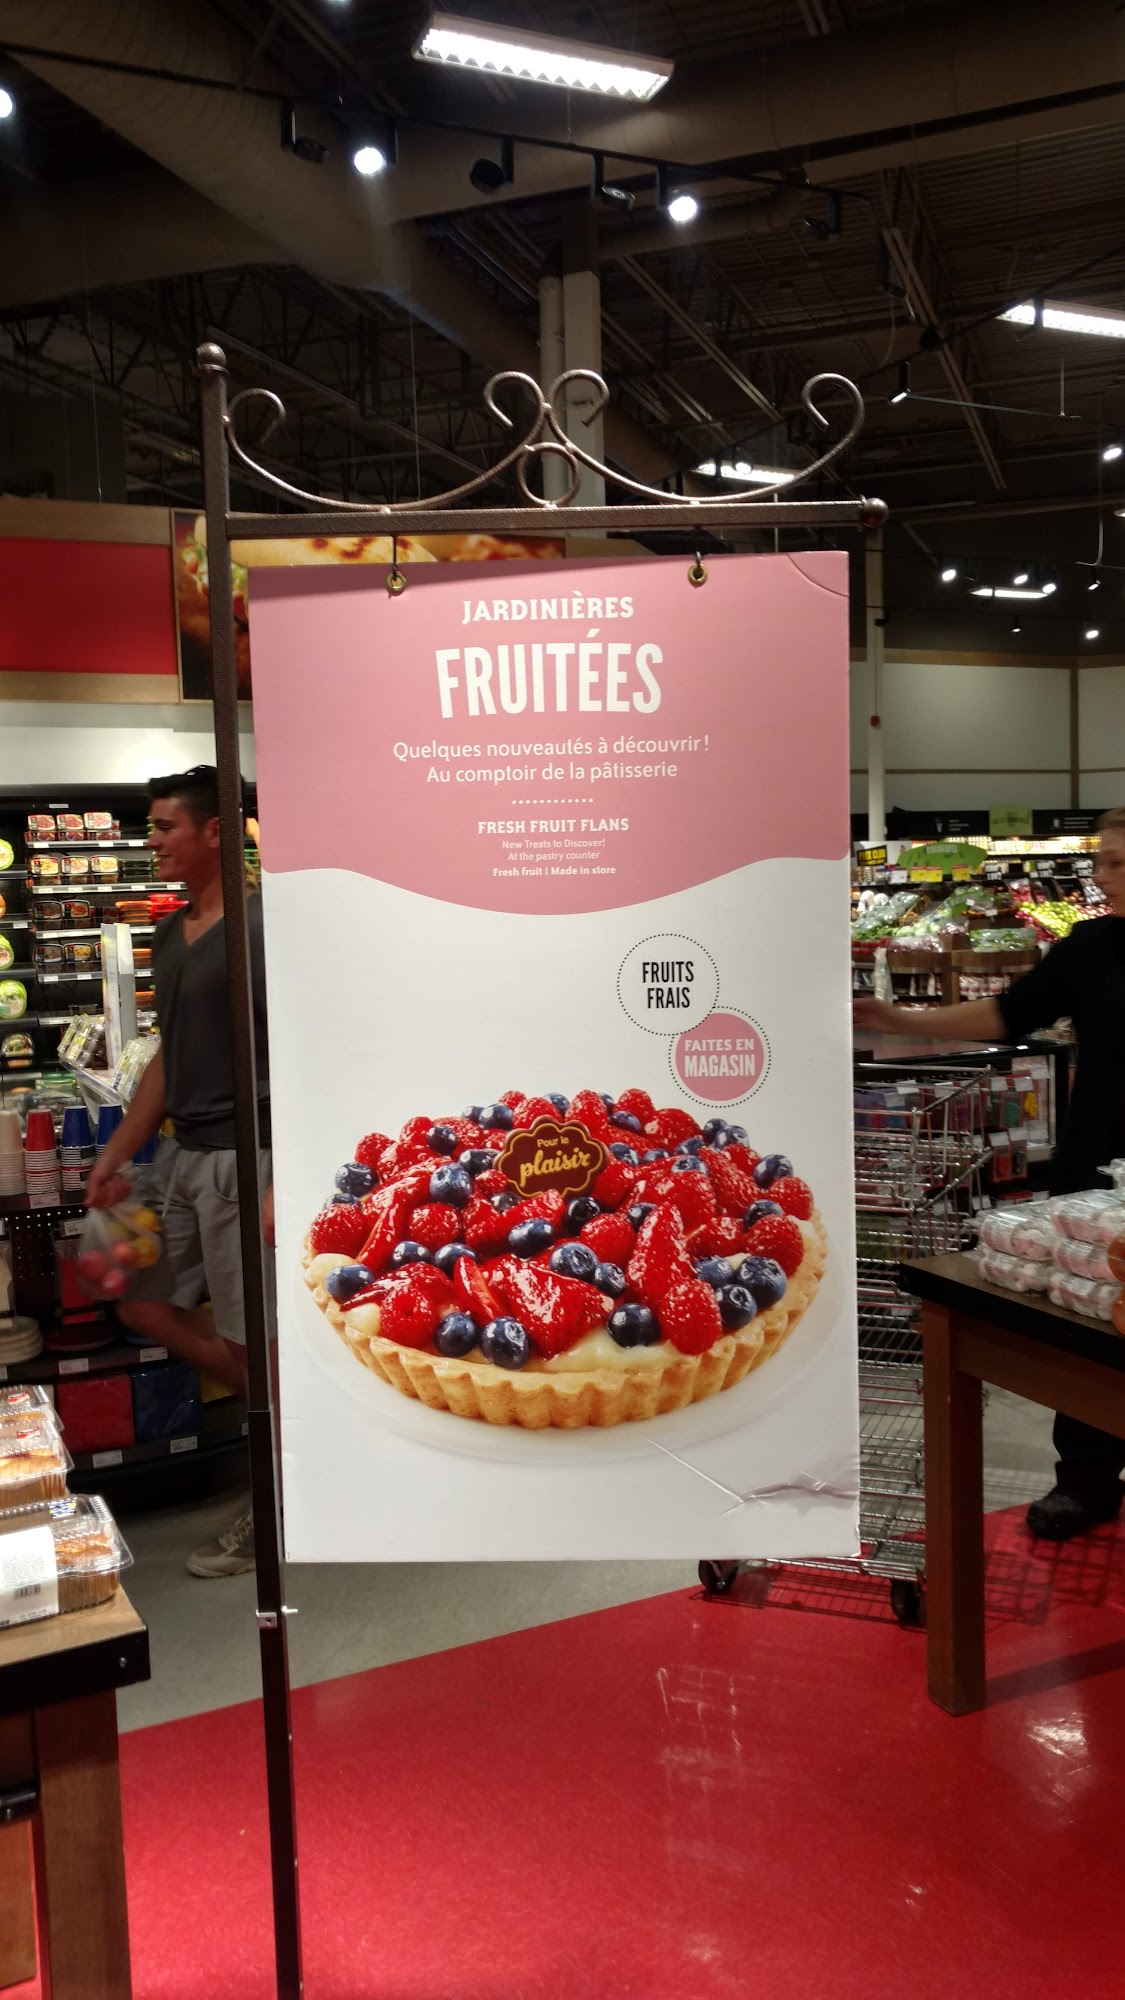 JARDINIÈRES
FRUITÉES
Quelques nouveautés à découvrir !
Au comptoir de la pâtisserie
FRESH FRUIT FLANS
New Treats to Discover!
At the pastry counter
Fresh fruit | Made in store
FRUITS
FRAIS
FAITES EN
MAGASIN
Pour le
plaisir